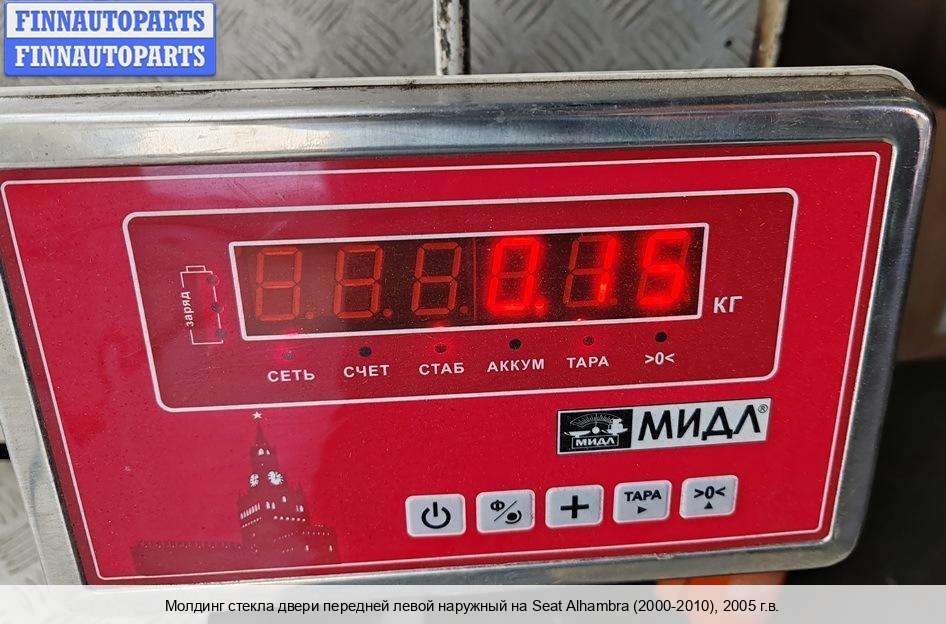 FINNAUTOPARTS
FINNAUTOPARTS
заряд
0.15
КГ
СЕТЬ СЧЕТ СТАБ АККУМ ТАРА >0<
МИДЛ МИДЛ®
Ф ТАРА >0<
Молдинг стекла двери передней левой наружный на Seat Alhambra (2000-2010), 2005 г.в.